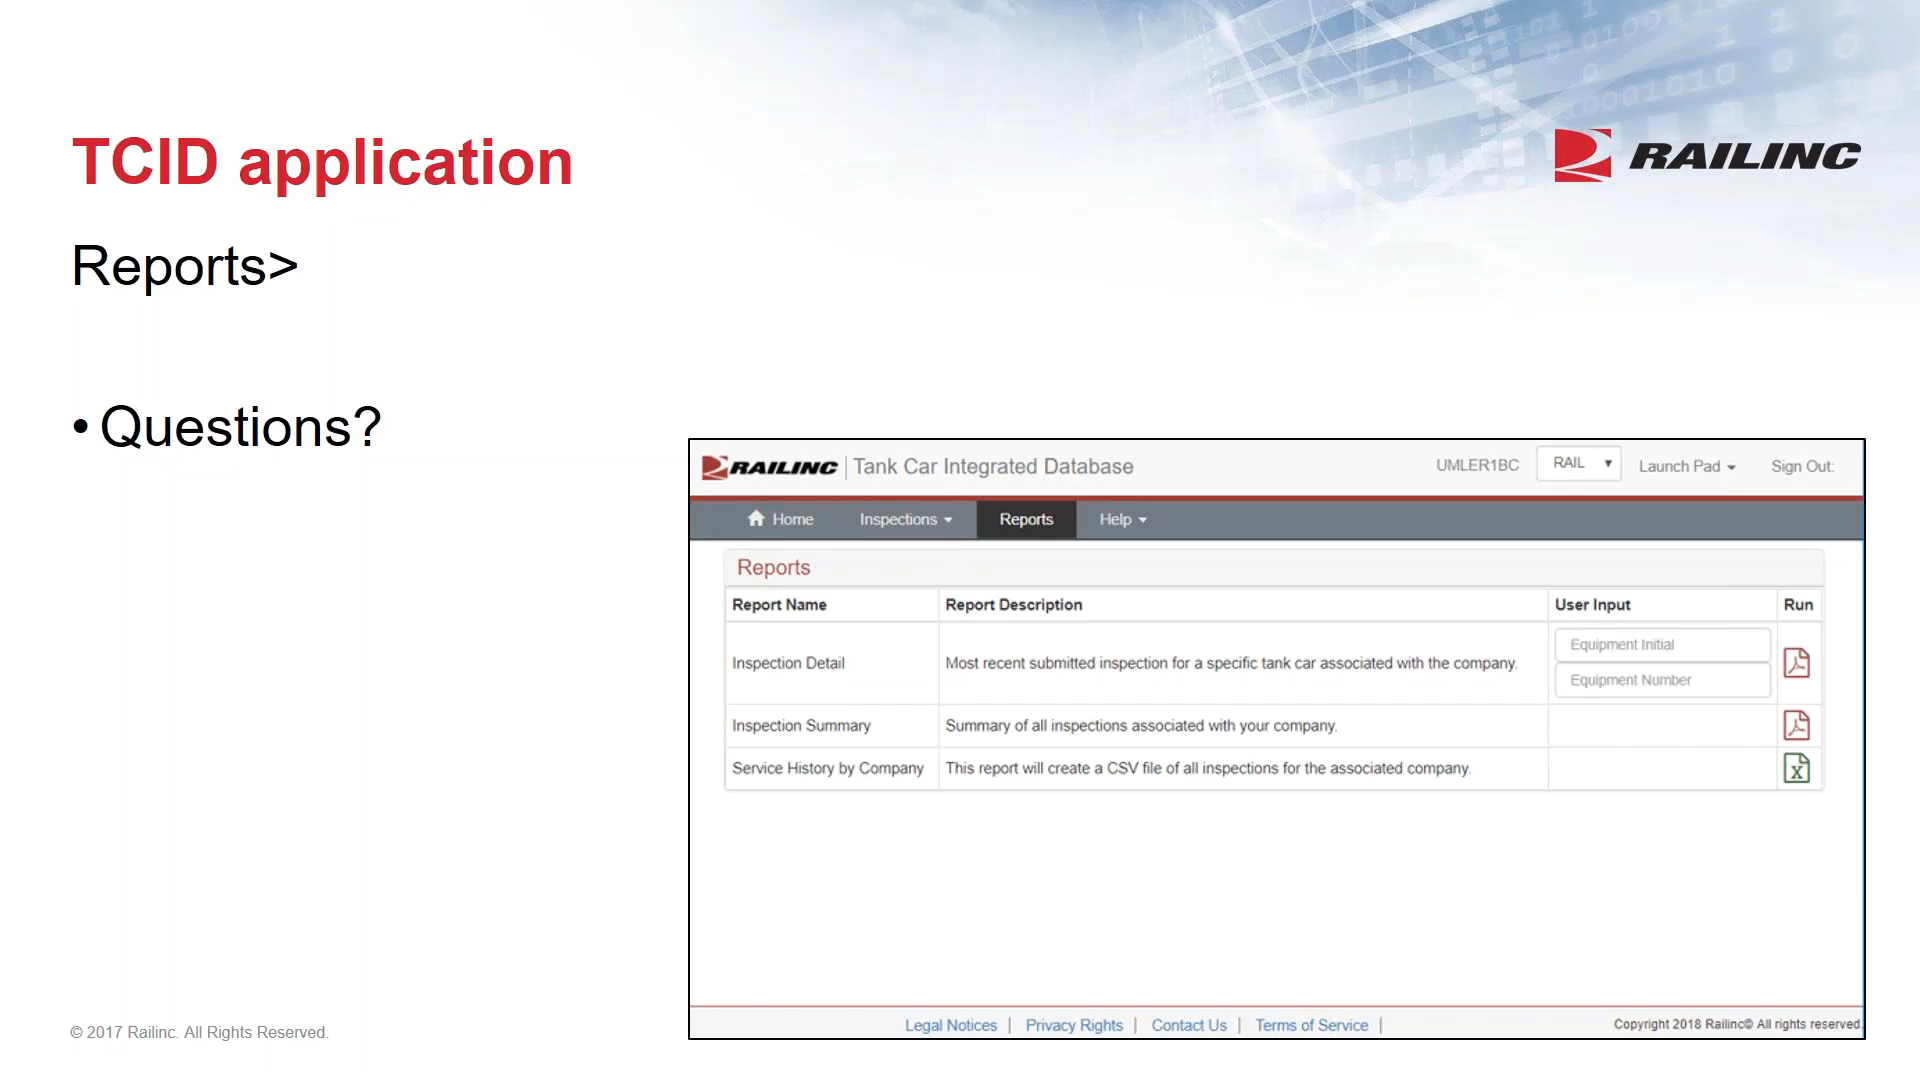 TCID application
RAILINC
Reports>
• Questions?
RAILINC | Tank Car Integrated Database UMLER1BC RAIL Launch Pad Sign Out:
Home Inspections Reports Help
Reports
Report Name Report Description User Input Run
Inspection Detail Most recent submitted inspection for a specific tank car associated with the company. Equipment Initial
Equipment Number
Inspection Summary Summary of all inspections associated with your company.
Service History by Company This report will create a CSV file of all inspections for the associated company.
Legal Notices | Privacy Rights | Contact Us | Terms of Service | Copyright 2018 Railinc© All rights reserved.
© 2017 Railinc. All Rights Reserved.